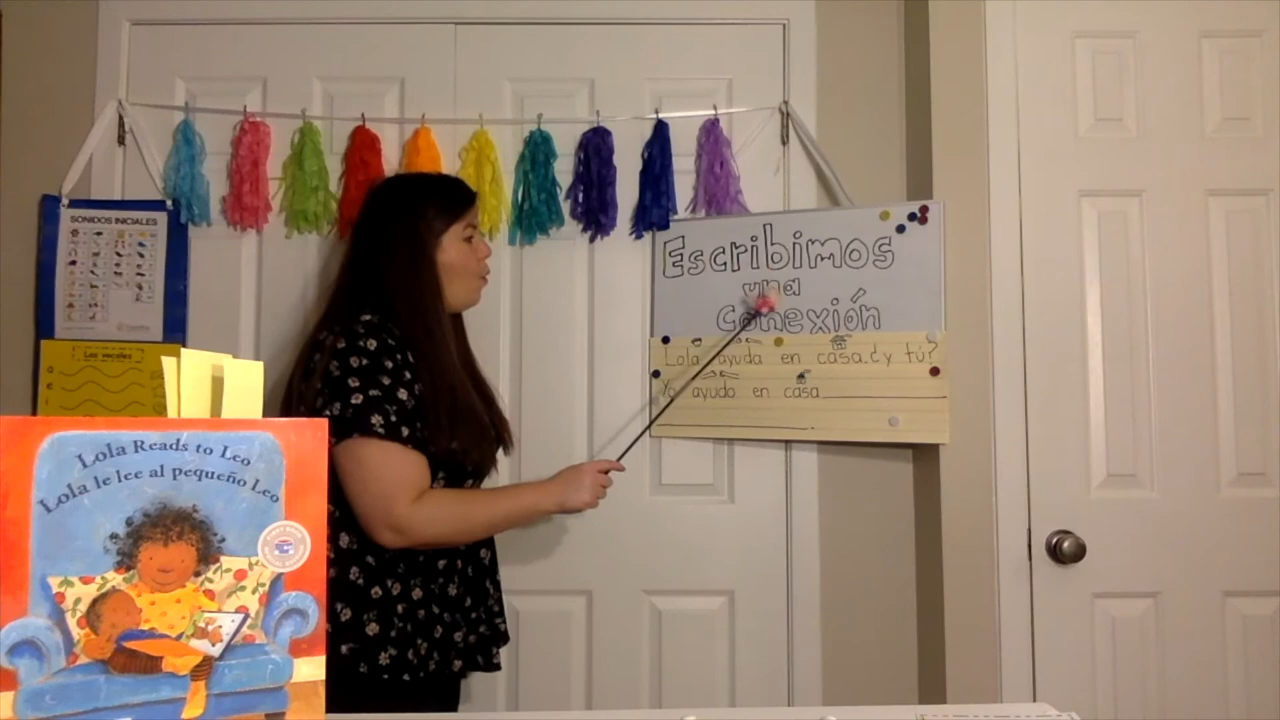 SONIDOS INICIALES
Las vocales
a
e
i
Escribimos
una
conexión
Lola ayuda en casa. ¿y tú?
Yo ayudo en casa
Lola Reads to Leo
Lola le lee al pequeño Leo